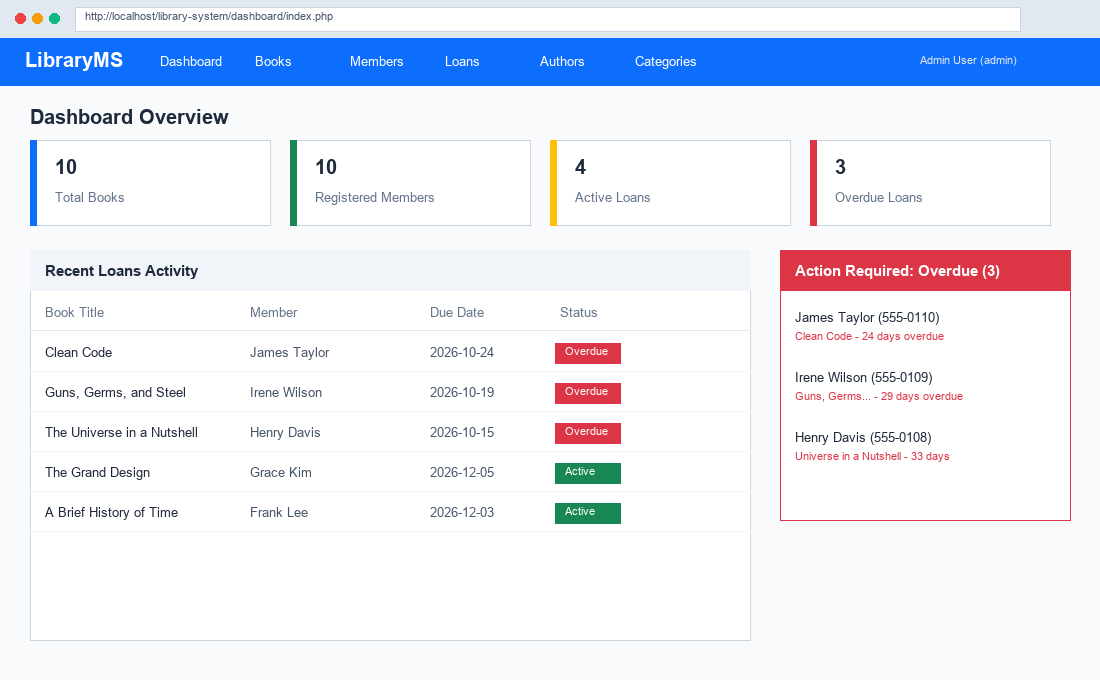 http://localhost/library-system/dashboard/index.php
LibraryMS Dashboard Books Members Loans Authors Categories Admin User (admin)
Dashboard Overview
10 10 4 3
Total Books Registered Members Active Loans Overdue Loans
Recent Loans Activity
Book Title Member Due Date Status
Clean Code James Taylor 2026-10-24 Overdue
Guns, Germs, and Steel Irene Wilson 2026-10-19 Overdue
The Universe in a Nutshell Henry Davis 2026-10-15 Overdue
The Grand Design Grace Kim 2026-12-05 Active
A Brief History of Time Frank Lee 2026-12-03 Active
Action Required: Overdue (3)
James Taylor (555-0110)
Clean Code - 24 days overdue
Irene Wilson (555-0109)
Guns, Germs... - 29 days overdue
Henry Davis (555-0108)
Universe in a Nutshell - 33 days